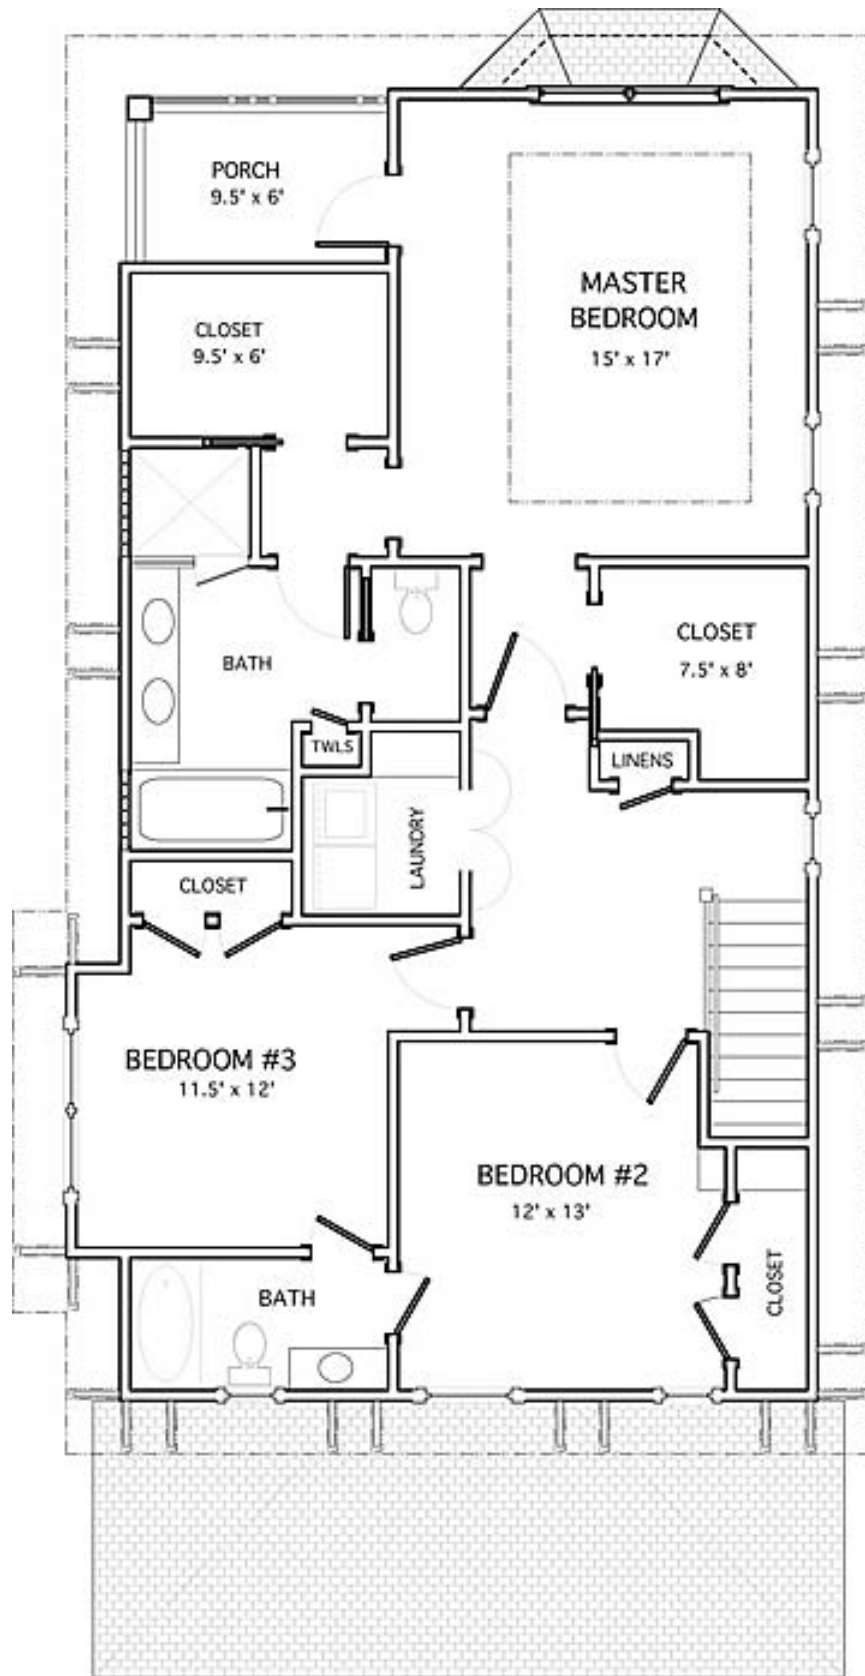 PORCH
9.5' x 6'
MASTER
BEDROOM
15' x 17'
CLOSET
9.5' x 6'
CLOSET
7.5' x 8'
BATH
TWLS
LINENS
LAUNDRY
CLOSET
BEDROOM #3
11.5' x 12'
BEDROOM #2
12' x 13'
CLOSET
BATH